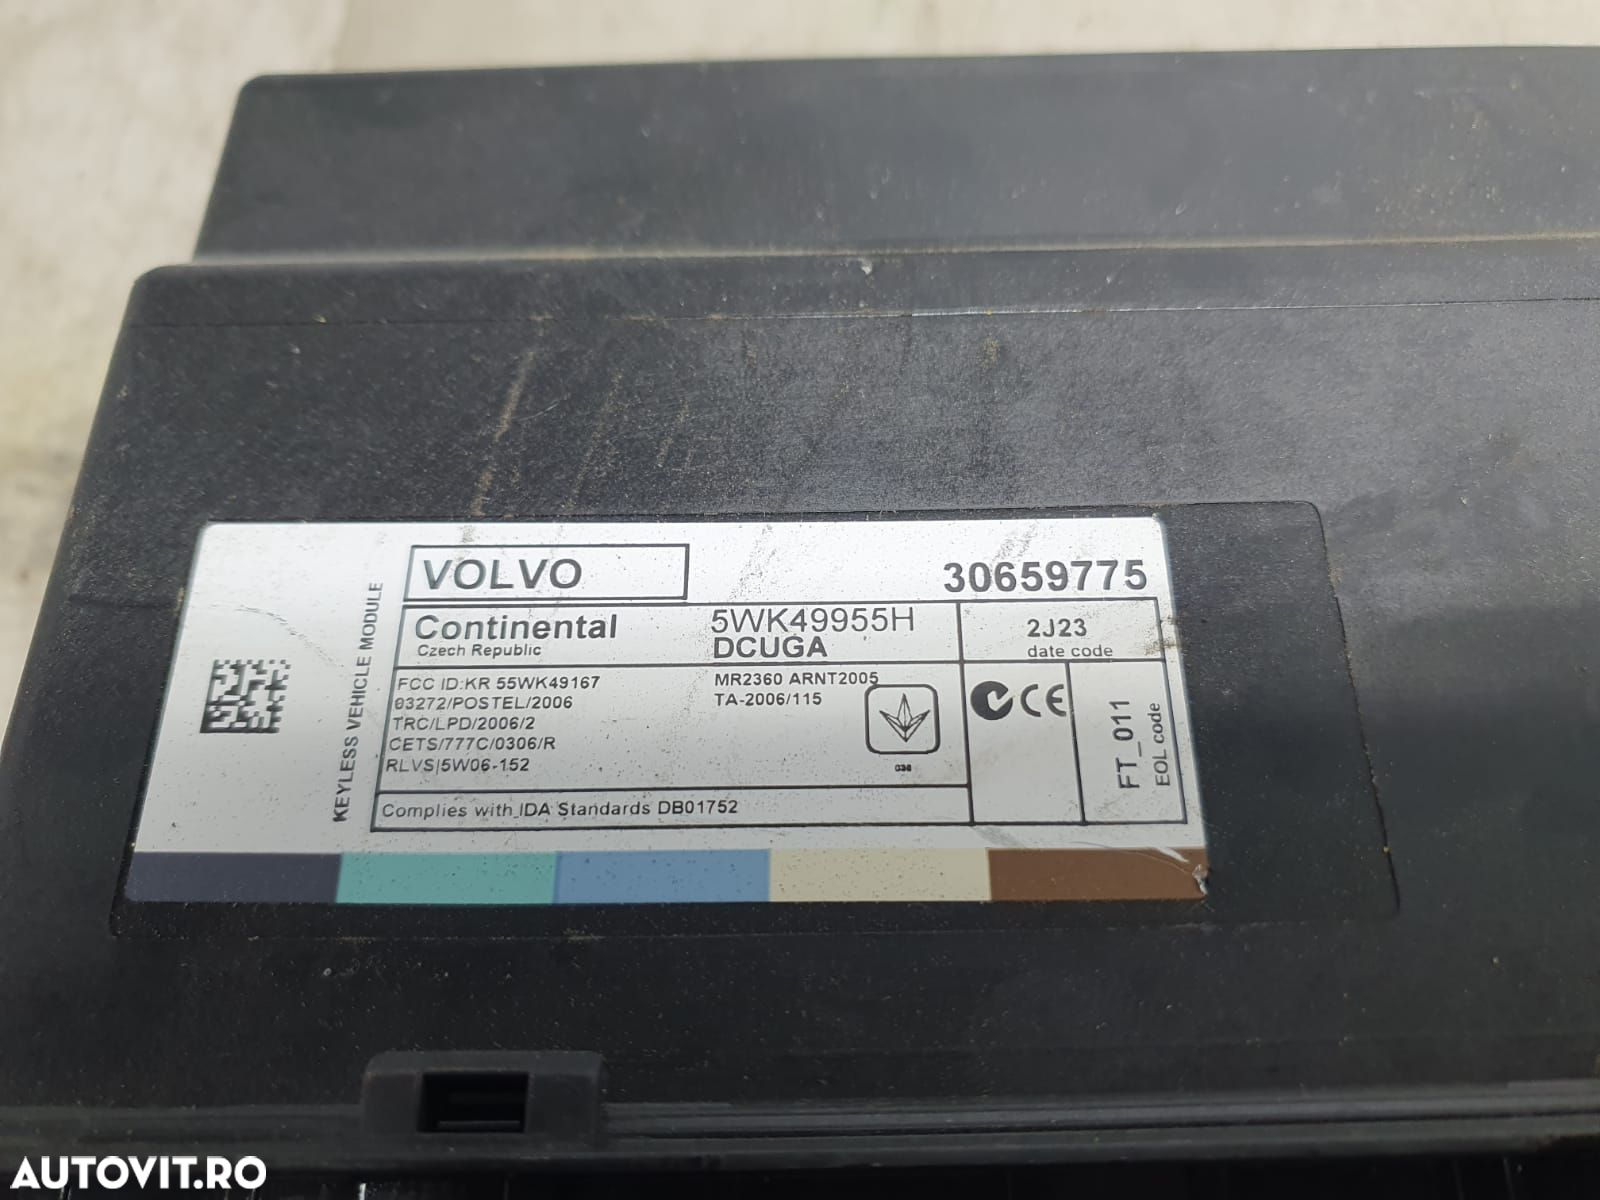 VOLVO
30659775
Continental
Czech Republic
5WK49955H
DCUGA
2J23
date code
KEYLESS VEHICLE MODULE
FCC ID:KR 55WK49167
03272/POSTEL/2006
TRC/LPD/2006/2
CETS/777C/0306/R
RLVS|5W06-152
MR2360 ARNT2005
TA-2006/115
036
CE
FT_011
EOL code
Complies with IDA Standards DB01752
AUTOVIT.RO